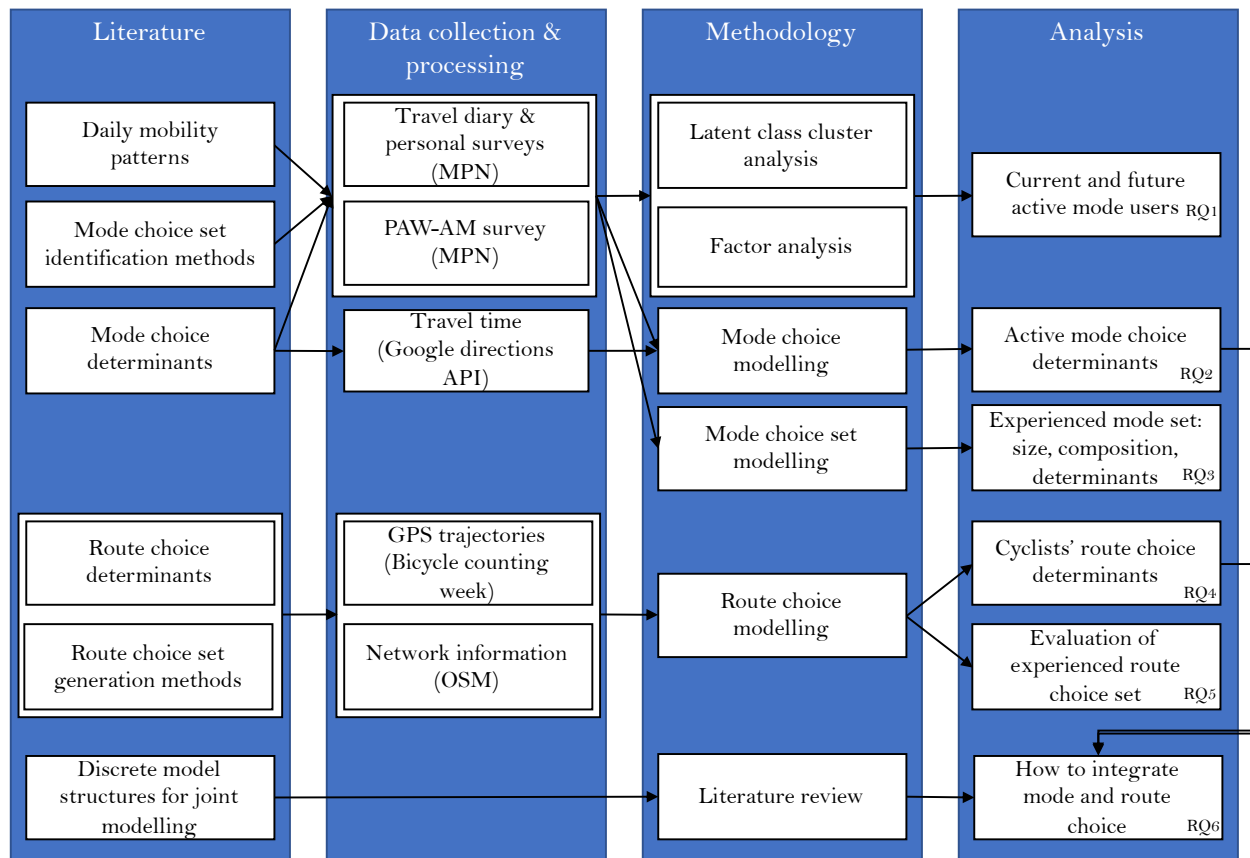 Literature
Daily mobility
patterns
Mode choice set
identification methods
Mode choice
determinants
Route choice
determinants
Route choice set
generation methods
Discrete model
structures for joint
modelling
Data collection &
processing
Travel diary &
personal surveys
(MPN)
PAW-AM survey
(MPN)
Travel time
(Google directions
API)
GPS trajectories
(Bicycle counting
week)
Network information
(OSM)
Methodology
Latent class cluster
analysis
Factor analysis
Mode choice
modelling
Mode choice set
modelling
Route choice
modelling
Literature review
Analysis
Current and future
active mode users RQ1
Active mode choice
determinants
RQ2
Experienced mode set:
size, composition,
determinants RQ3
Cyclists' route choice
determinants
RQ4
Evaluation of
experienced route
choice set RQ5
How to integrate
mode and route
choice RQ6